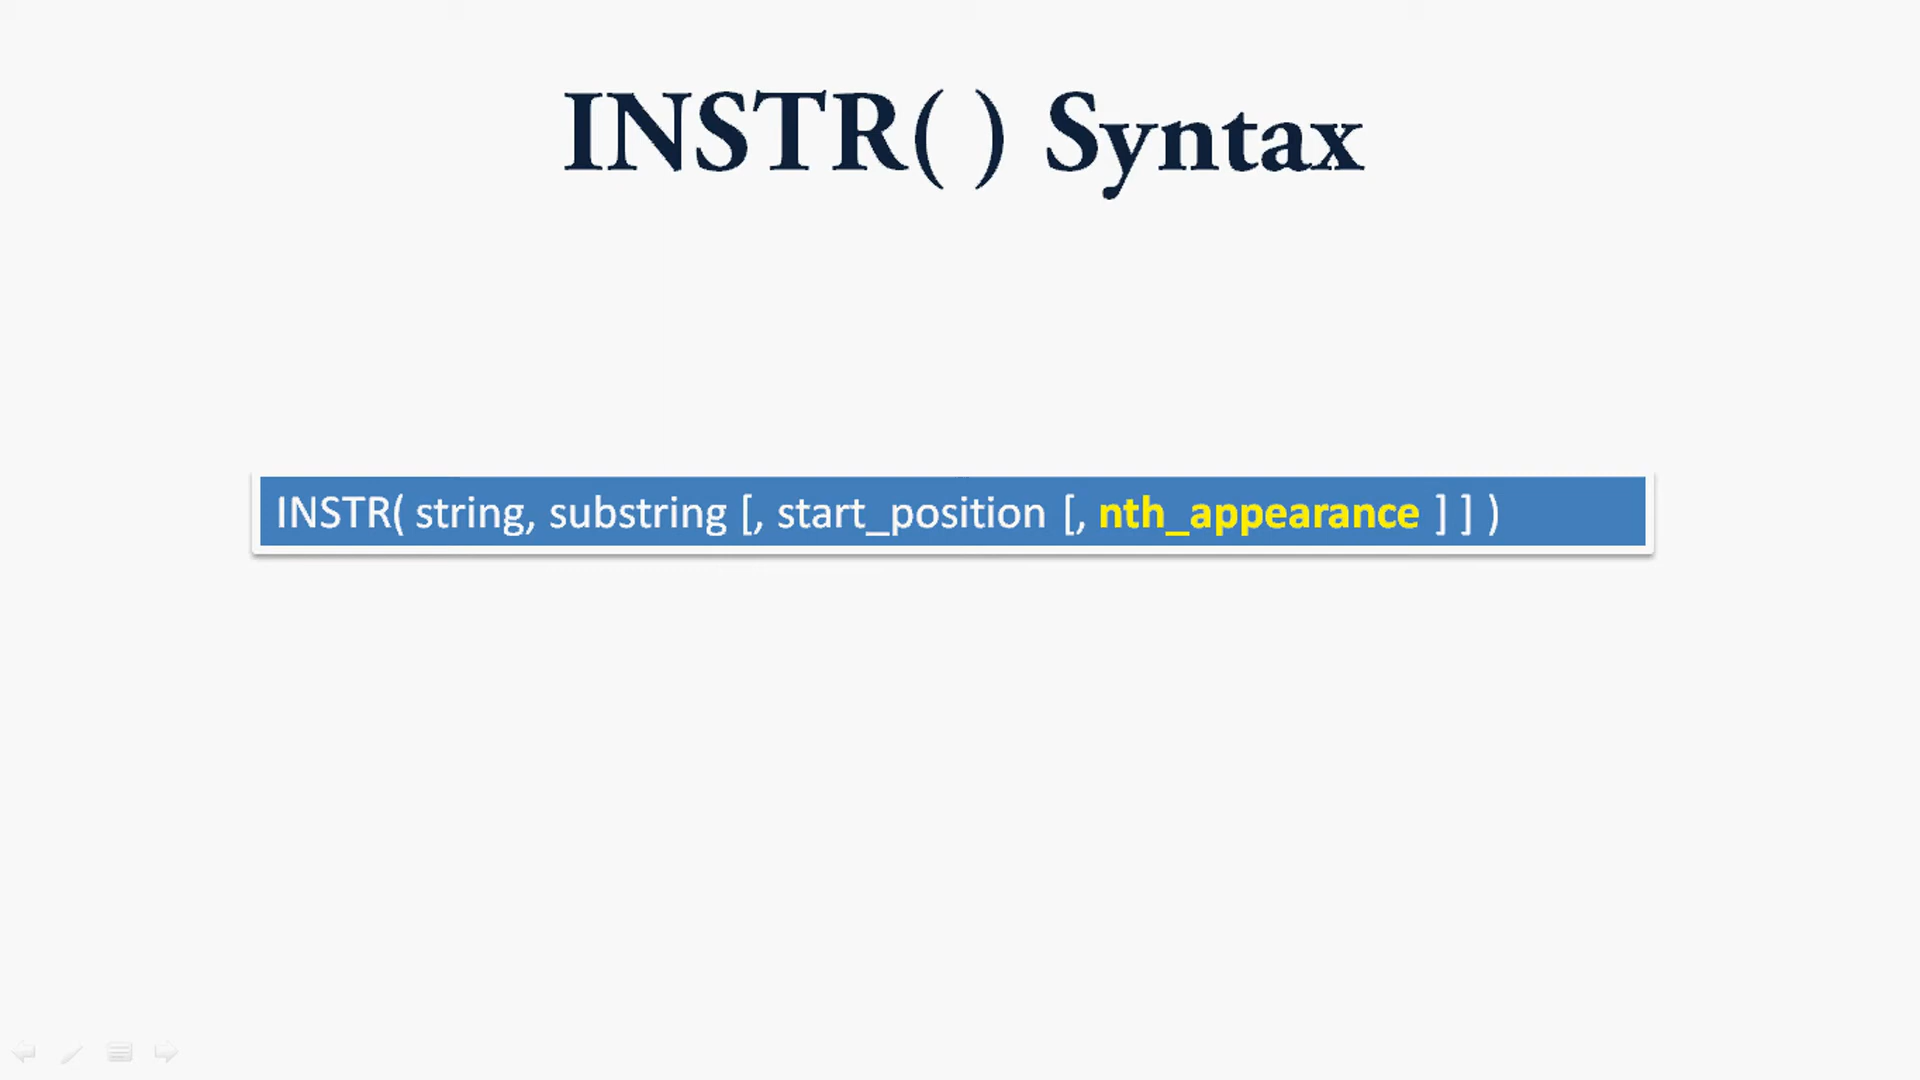 INSTR( ) Syntax
INSTR( string, substring [, start_position [, nth_appearance ] ] )